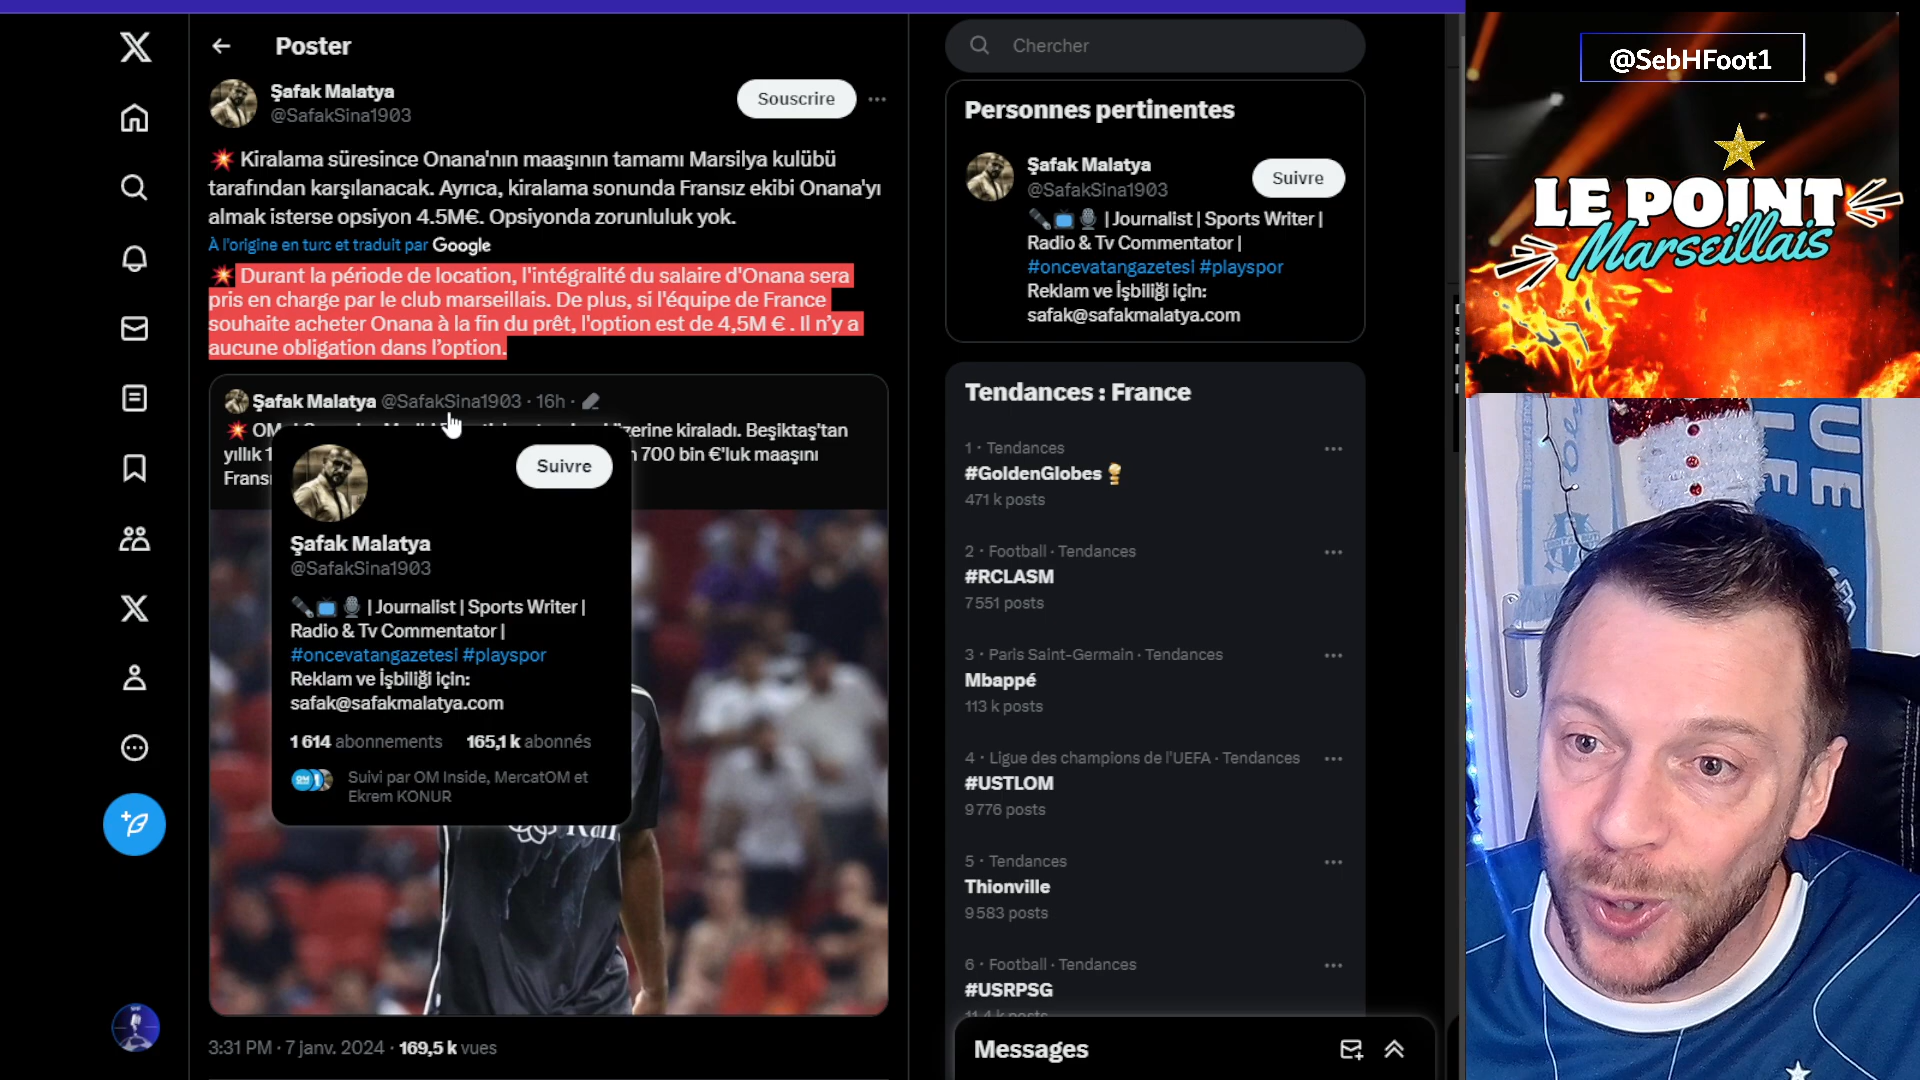 Poster
Şafak Malatya
@SafakSina1903
Souscrire
💥 Kiralama süresince Onana'nın maaşının tamamı Marsilya kulübü
tarafından karşılanacak. Ayrıca, kiralama sonunda Fransız ekibi Onana'yı
almak isterse opsiyon 4.5M€. Opsiyonda zorunluluk yok.
À l'origine en turc et traduit par Google
💥 Durant la période de location, l'intégralité du salaire d'Onana sera
pris en charge par le club marseillais. De plus, si l'équipe de France
souhaite acheter Onana à la fin du prêt, l'option est de 4,5M € . Il n’y a
aucune obligation dans l’option.
Şafak Malatya @SafakSina1903 · 16h ·
üzerine kiraladı. Beşiktaş'tan
yıllık
700 bin €'luk maaşını
Suivre
Şafak Malatya
@SafakSina1903
| Journalist | Sports Writer |
Radio & Tv Commentator |
#oncevatangazetesi #playspor
Reklam ve İşbiliği için:
safak@safakmalatya.com
1 614 abonnements 165,1 k abonnés
Suivi par OM Inside, MercatOM et
Ekrem KONUR
3:31 PM · 7 janv. 2024 · 169,5 k vues
Chercher
Personnes pertinentes
Şafak Malatya
@SafakSina1903
Suivre
| Journalist | Sports Writer |
Radio & Tv Commentator |
#oncevatangazetesi #playspor
Reklam ve İşbiliği için:
safak@safakmalatya.com
Tendances : France
1 · Tendances
#GoldenGlobes
471 k posts
2 · Football · Tendances
#RCLASM
7 551 posts
3 · Paris Saint-Germain · Tendances
Mbappé
113 k posts
4 · Ligue des champions de l'UEFA · Tendances
#USTLOM
9 776 posts
5 · Tendances
Thionville
9 583 posts
6 · Football · Tendances
#USRPSG
11,4 k posts
Messages
@SebHFoot1
LE POINT
Marseillais